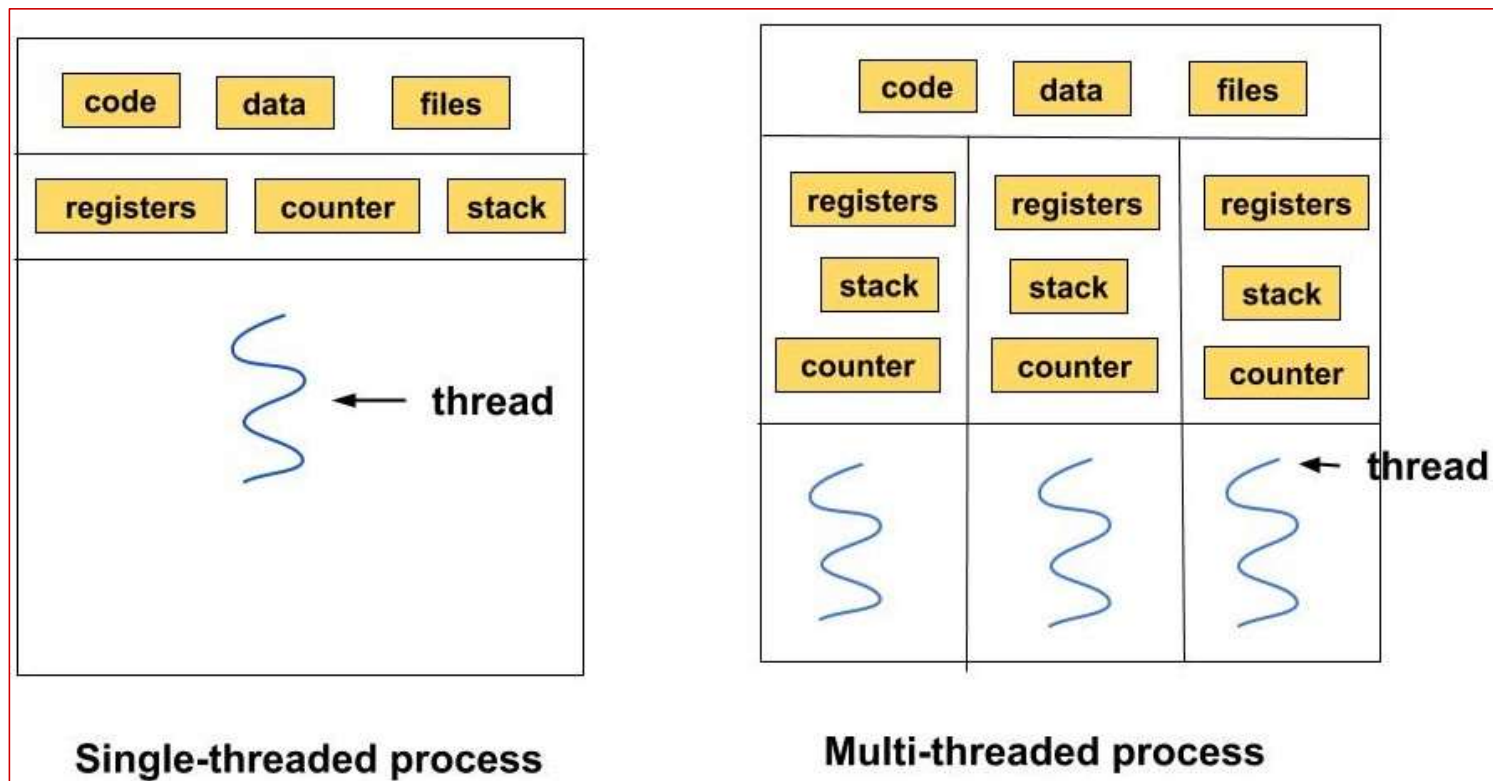 code data files
registers counter stack
thread
Single-threaded process
code data files
registers registers registers
stack stack stack
counter counter counter
thread
Multi-threaded process